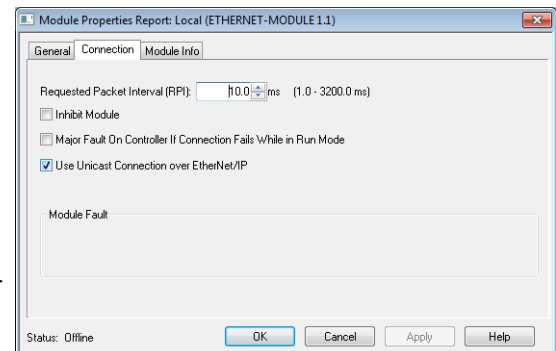 Module Properties Report: Local (ETHERNET-MODULE 1.1)
General Connection Module Info
Requested Packet Interval (RPI): 10.0 ms (1.0 - 3200.0 ms)
Inhibit Module
Major Fault On Controller If Connection Fails While in Run Mode
Use Unicast Connection over EtherNet/IP
Module Fault
.
Status: Offline OK Cancel Apply Help